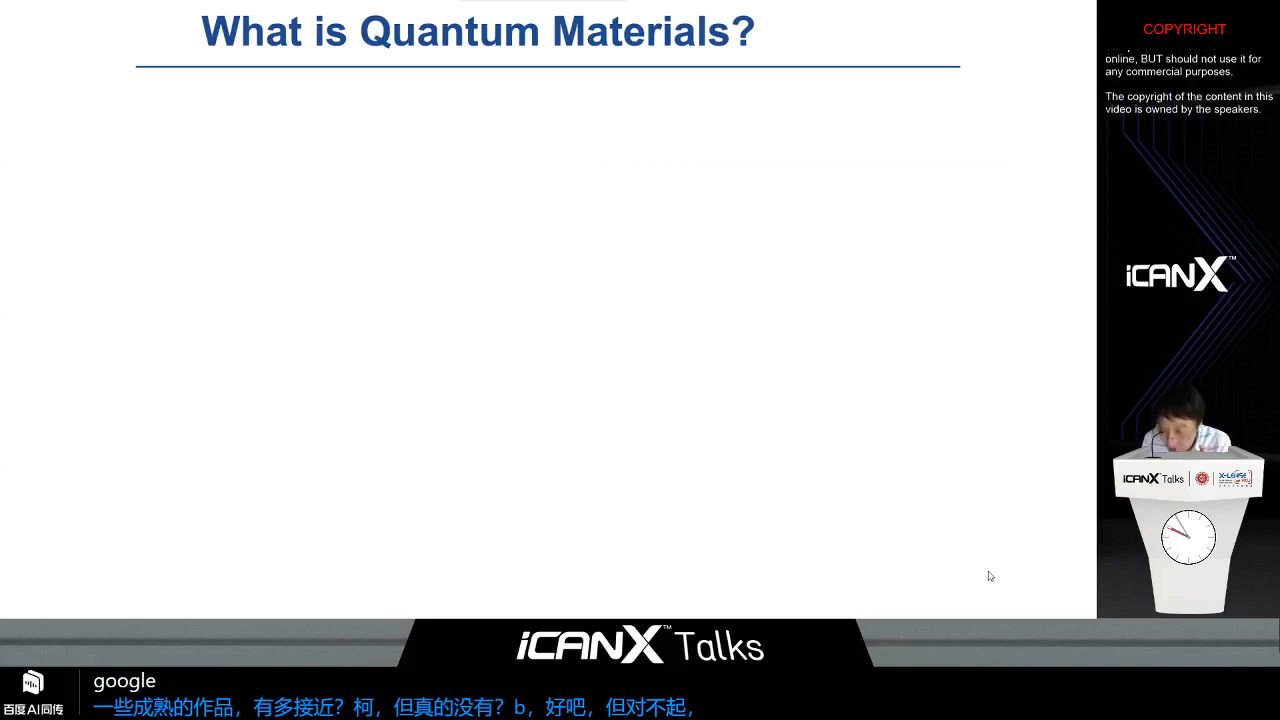 What is Quantum Materials?
COPYRIGHT
online, BUT should not use it for
any commercial purposes.
The copyright of the content in this
video is owned by the speakers.
iCANX™
iCANX Talks
X-LENSE
iCANX™ Talks
google
一些成熟的作品，有多接近？柯，但真的没有？b，好吧，但对不起，
百度AI同传